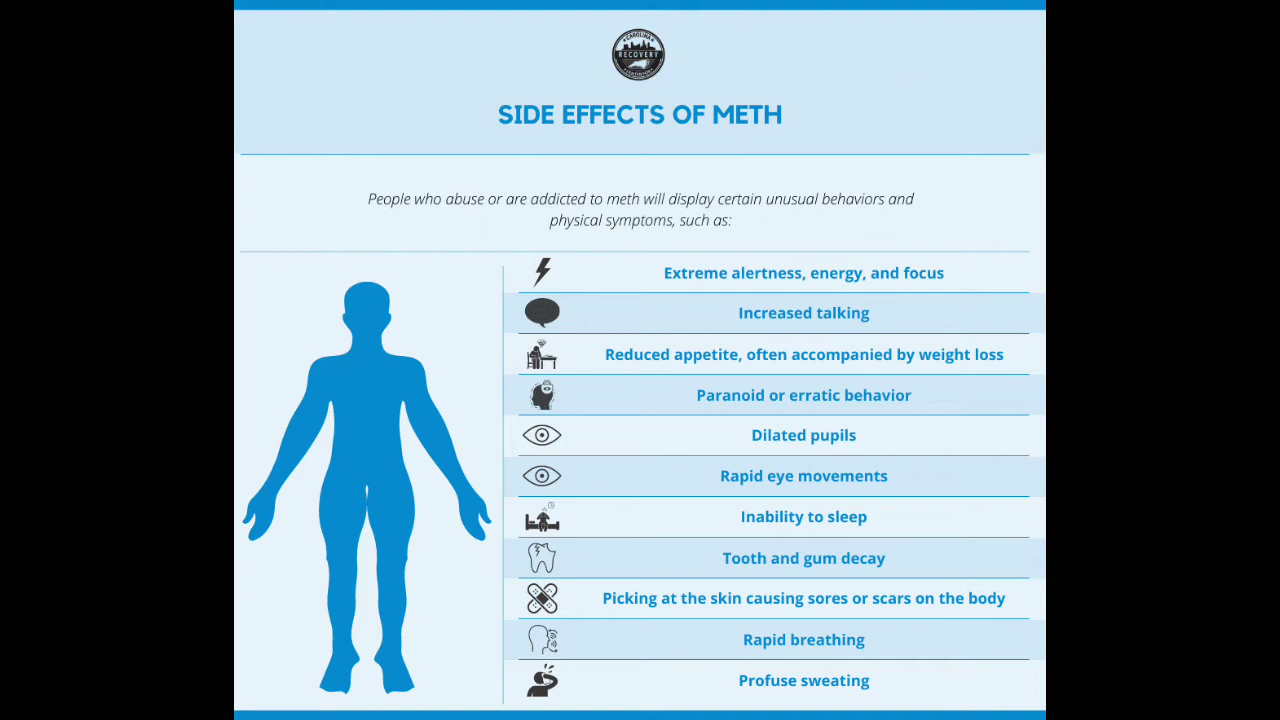 CAROLINA
RECOVERY
SIDE EFFECTS OF METH
People who abuse or are addicted to meth will display certain unusual behaviors and
physical symptoms, such as:
Extreme alertness, energy, and focus
Increased talking
Reduced appetite, often accompanied by weight loss
Paranoid or erratic behavior
Dilated pupils
Rapid eye movements
Inability to sleep
Tooth and gum decay
Picking at the skin causing sores or scars on the body
Rapid breathing
Profuse sweating